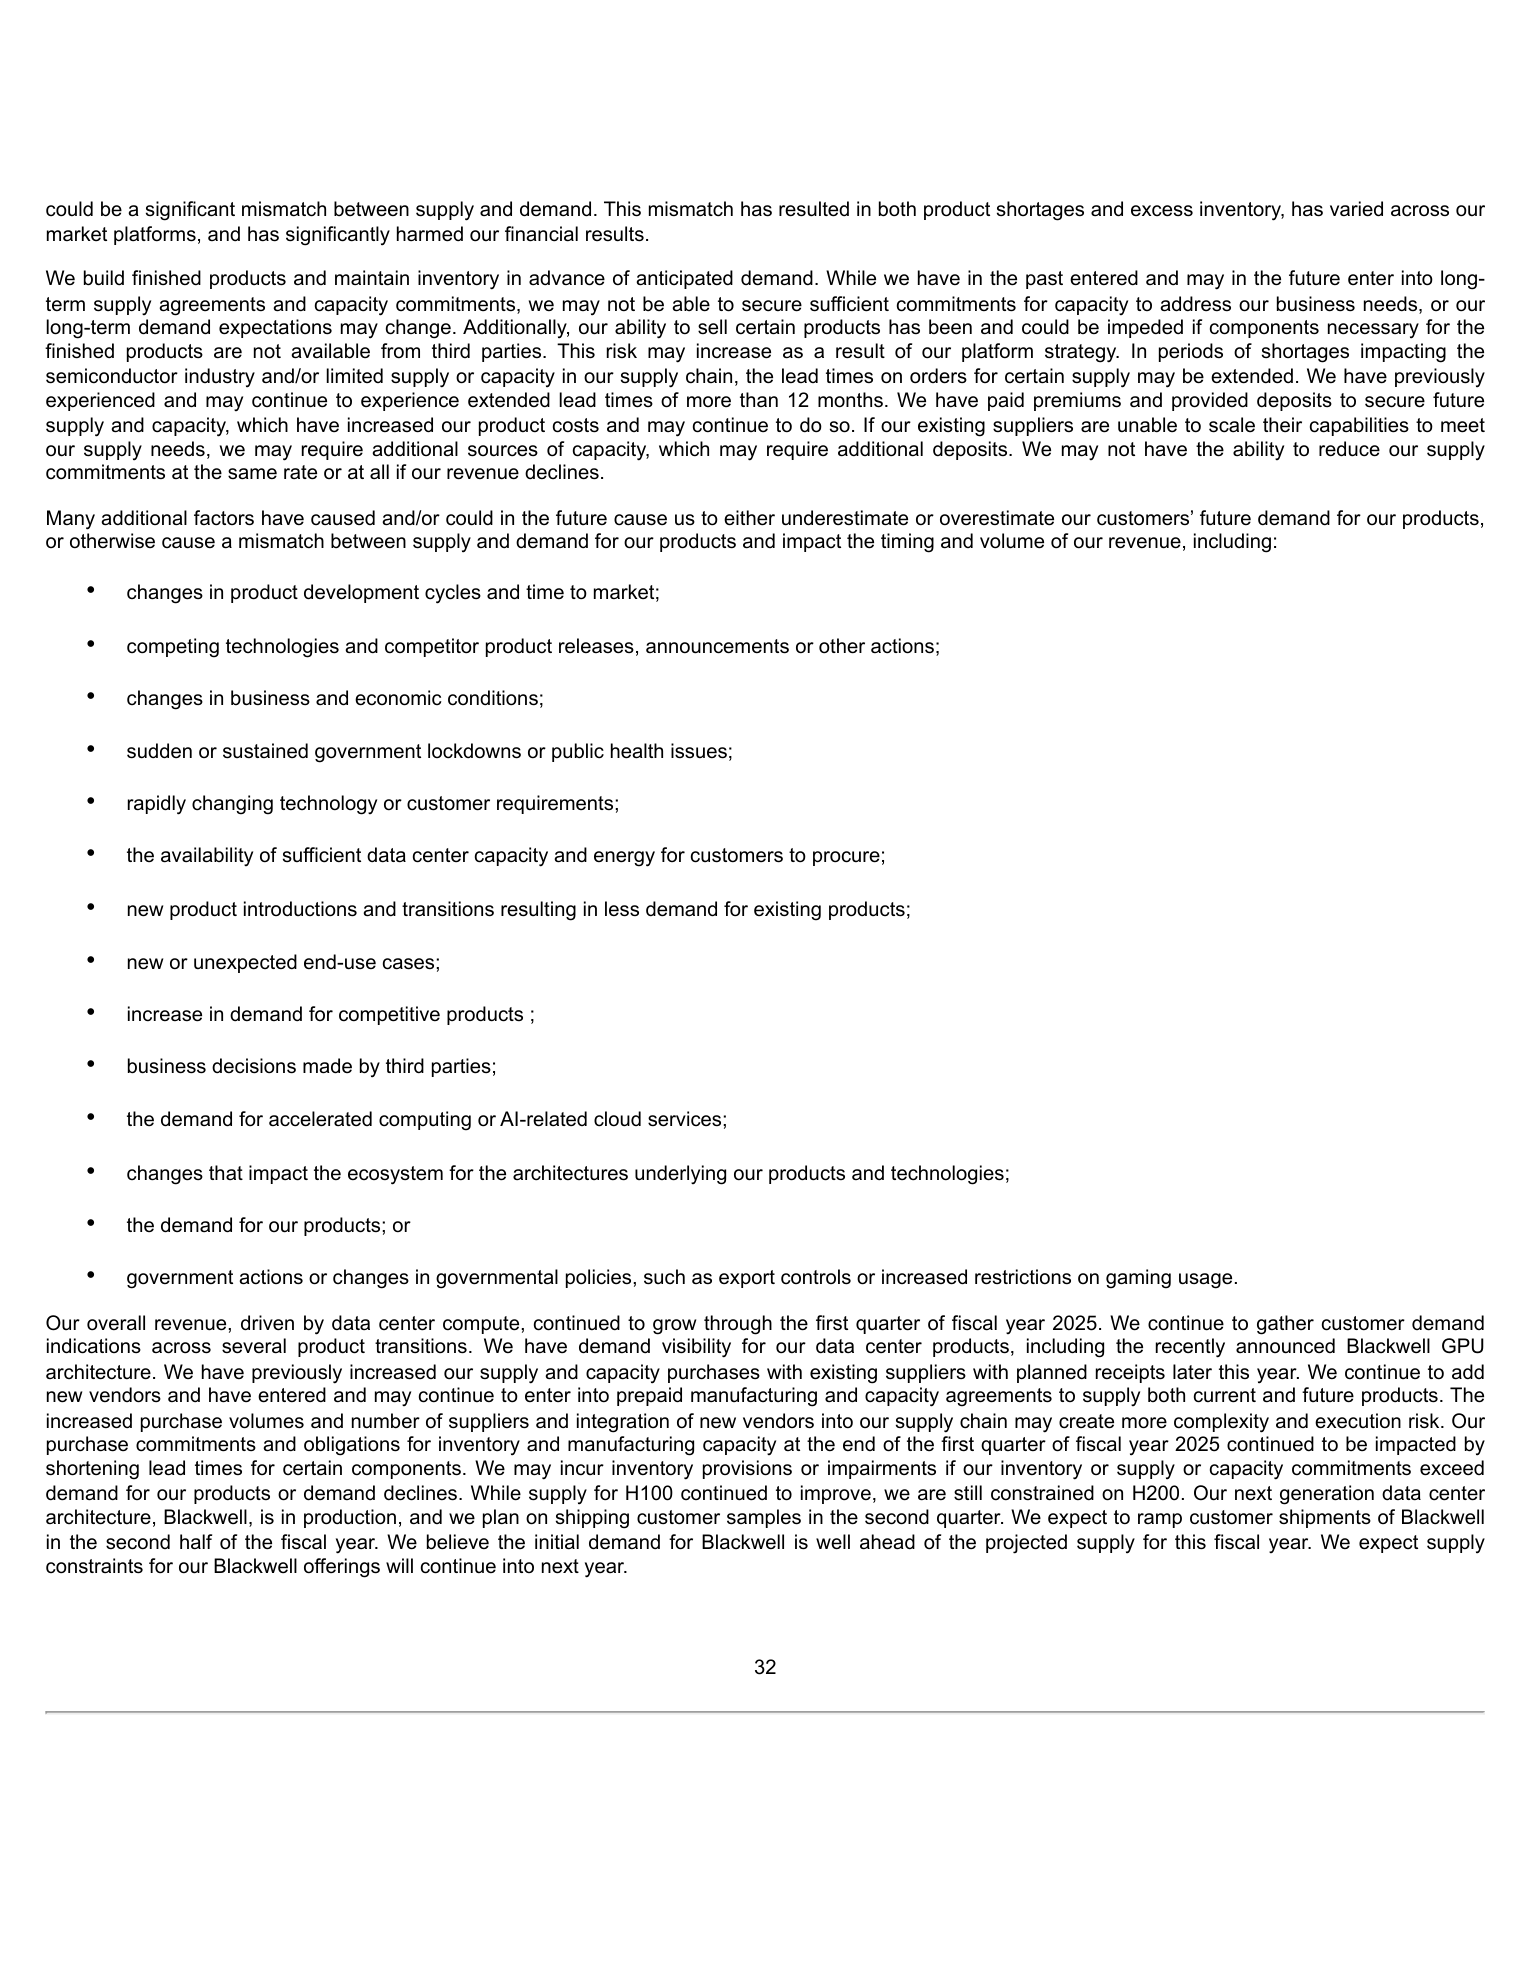 could be a significant mismatch between supply and demand. This mismatch has resulted in both product shortages and excess inventory, has varied across our
market platforms, and has significantly harmed our financial results.
We build finished products and maintain inventory in advance of anticipated demand. While we have in the past entered and may in the future enter into long-
term supply agreements and capacity commitments, we may not be able to secure sufficient commitments for capacity to address our business needs, or our
long-term demand expectations may change. Additionally, our ability to sell certain products has been and could be impeded if components necessary for the
finished products are not available from third parties. This risk may increase as a result of our platform strategy. In periods of shortages impacting the
semiconductor industry and/or limited supply or capacity in our supply chain, the lead times on orders for certain supply may be extended. We have previously
experienced and may continue to experience extended lead times of more than 12 months. We have paid premiums and provided deposits to secure future
supply and capacity, which have increased our product costs and may continue to do so. If our existing suppliers are unable to scale their capabilities to meet
our supply needs, we may require additional sources of capacity, which may require additional deposits. We may not have the ability to reduce our supply
commitments at the same rate or at all if our revenue declines.
Many additional factors have caused and/or could in the future cause us to either underestimate or overestimate our customers’ future demand for our products,
or otherwise cause a mismatch between supply and demand for our products and impact the timing and volume of our revenue, including:
• changes in product development cycles and time to market;
• competing technologies and competitor product releases, announcements or other actions;
• changes in business and economic conditions;
• sudden or sustained government lockdowns or public health issues;
• rapidly changing technology or customer requirements;
• the availability of sufficient data center capacity and energy for customers to procure;
• new product introductions and transitions resulting in less demand for existing products;
• new or unexpected end-use cases;
• increase in demand for competitive products ;
• business decisions made by third parties;
• the demand for accelerated computing or AI-related cloud services;
• changes that impact the ecosystem for the architectures underlying our products and technologies;
• the demand for our products; or
• government actions or changes in governmental policies, such as export controls or increased restrictions on gaming usage.
Our overall revenue, driven by data center compute, continued to grow through the first quarter of fiscal year 2025. We continue to gather customer demand
indications across several product transitions. We have demand visibility for our data center products, including the recently announced Blackwell GPU
architecture. We have previously increased our supply and capacity purchases with existing suppliers with planned receipts later this year. We continue to add
new vendors and have entered and may continue to enter into prepaid manufacturing and capacity agreements to supply both current and future products. The
increased purchase volumes and number of suppliers and integration of new vendors into our supply chain may create more complexity and execution risk. Our
purchase commitments and obligations for inventory and manufacturing capacity at the end of the first quarter of fiscal year 2025 continued to be impacted by
shortening lead times for certain components. We may incur inventory provisions or impairments if our inventory or supply or capacity commitments exceed
demand for our products or demand declines. While supply for H100 continued to improve, we are still constrained on H200. Our next generation data center
architecture, Blackwell, is in production, and we plan on shipping customer samples in the second quarter. We expect to ramp customer shipments of Blackwell
in the second half of the fiscal year. We believe the initial demand for Blackwell is well ahead of the projected supply for this fiscal year. We expect supply
constraints for our Blackwell offerings will continue into next year.
32